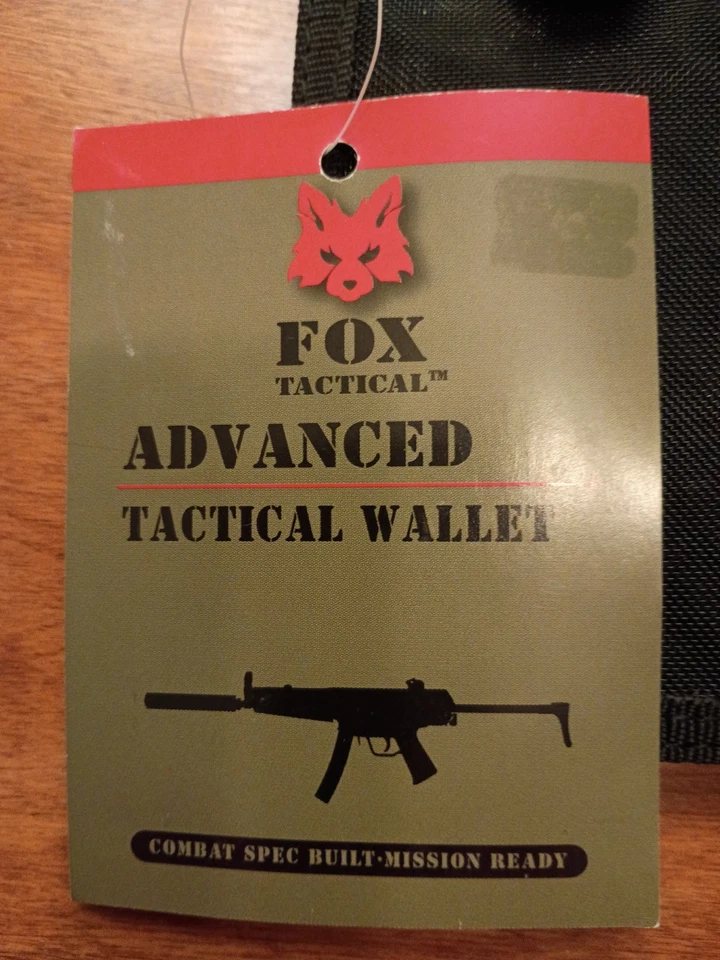 FOX
TACTICAL™
ADVANCED
TACTICAL WALLET
COMBAT SPEC BUILT·MISSION READY